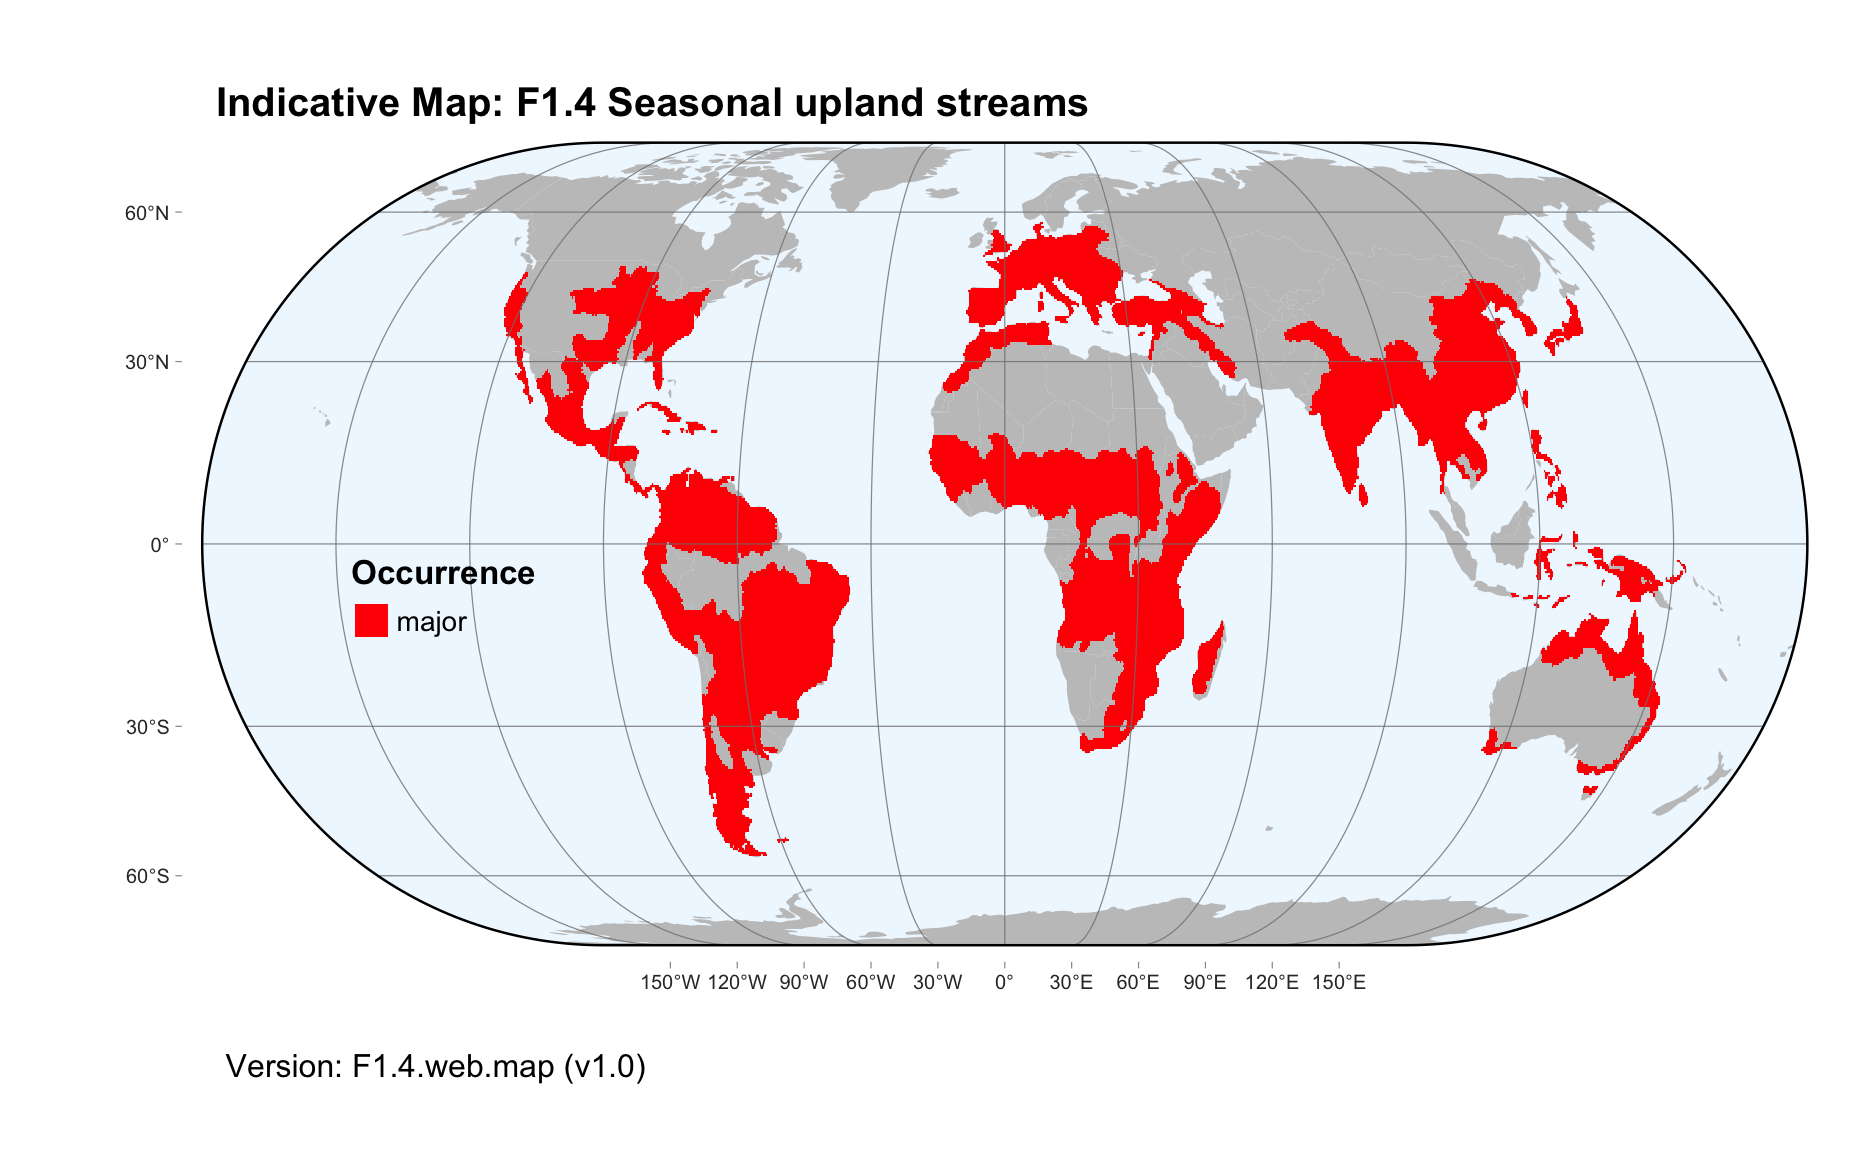 Indicative Map: F1.4 Seasonal upland streams
60°N
30°N
0°
30°S
60°S
Occurrence
major
150°W 120°W 90°W 60°W 30°W 0° 30°E 60°E 90°E 120°E 150°E
Version: F1.4.web.map (v1.0)